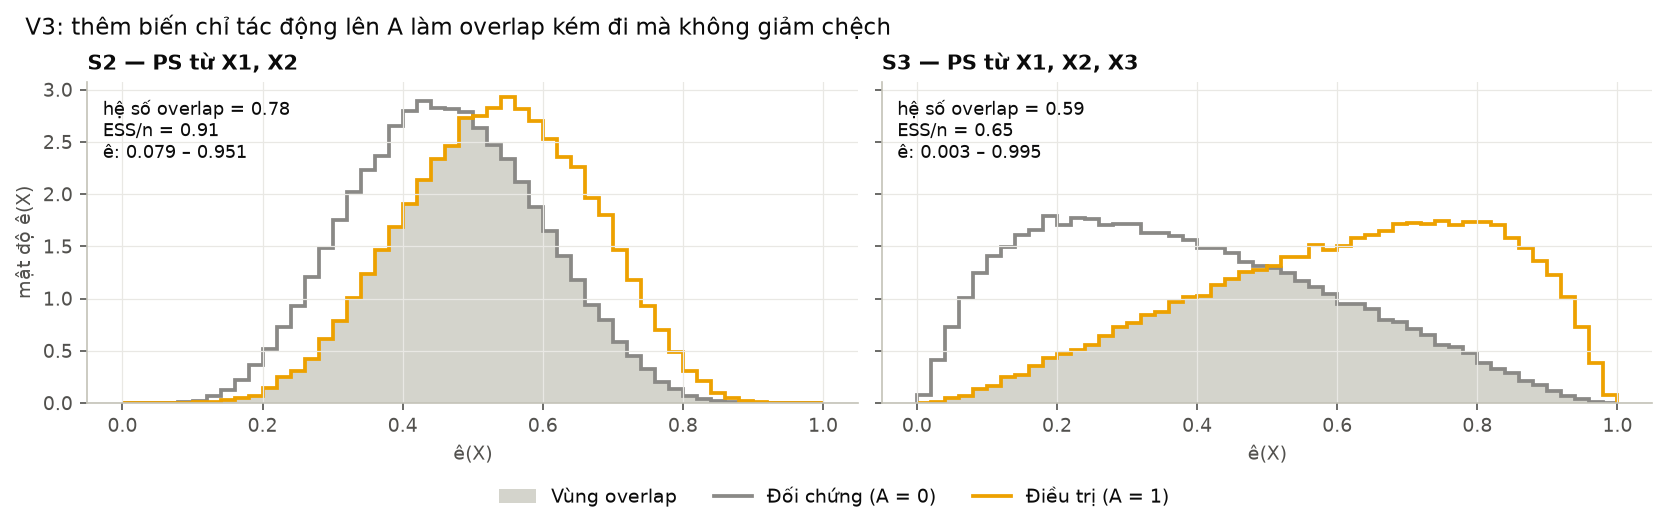 V3: thêm biến chỉ tác động lên A làm overlap kém đi mà không giảm chệch
S2 — PS từ X1, X2
hệ số overlap = 0.78
ESS/n = 0.91
ê: 0.079 – 0.951
mật độ ê(X)
3.0
2.5
2.0
1.5
1.0
0.5
0.0
0.0 0.2 0.4 0.6 0.8 1.0
ê(X)
S3 — PS từ X1, X2, X3
hệ số overlap = 0.59
ESS/n = 0.65
ê: 0.003 – 0.995
0.0 0.2 0.4 0.6 0.8 1.0
ê(X)
Vùng overlap Đối chứng (A = 0) Điều trị (A = 1)